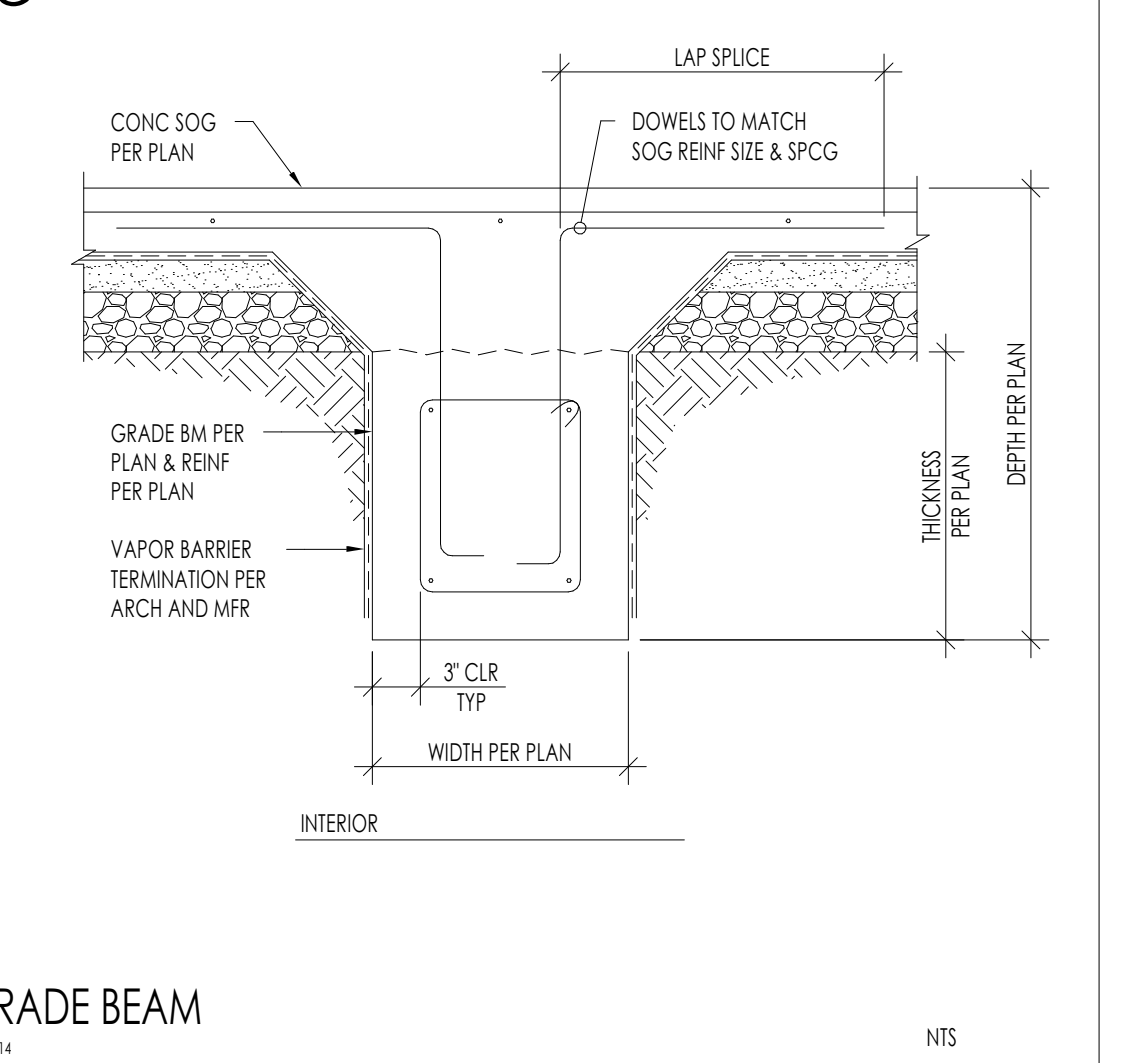 LAP SPLICE
CONC SOG
PER PLAN
DOWELS TO MATCH
SOG REINF SIZE & SPCG
GRADE BM PER
PLAN & REINF
PER PLAN
VAPOR BARRIER
TERMINATION PER
ARCH AND MFR
THICKNESS
PER PLAN
DEPTH PER PLAN
3" CLR
TYP
WIDTH PER PLAN
INTERIOR
RADE BEAM
14
NTS